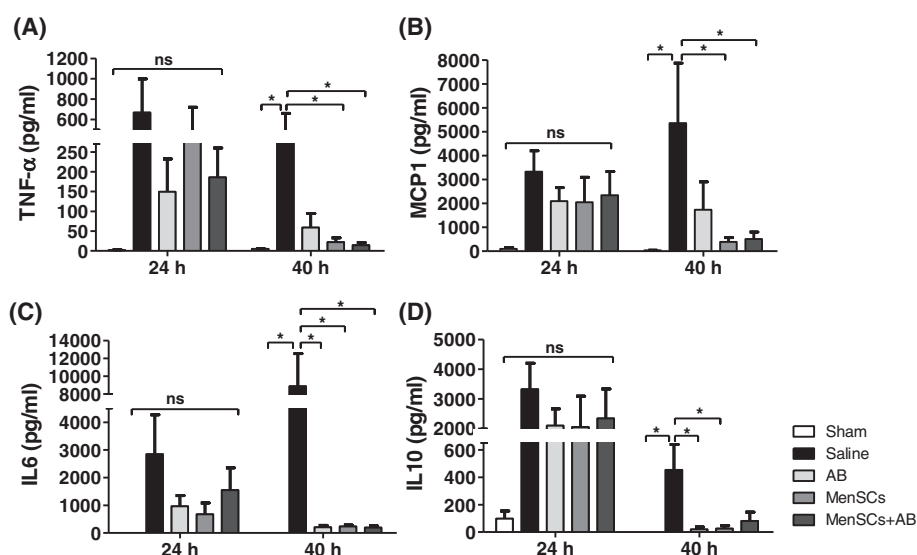 (A)
TNF-α (pg/ml)
1200
1000
800
600
250
200
150
100
50
0
ns
*
*
*
24 h
40 h
(B)
MCP1 (pg/ml)
8000
7000
6000
5000
4000
3000
2000
1000
0
ns
*
*
*
24 h
40 h
(C)
IL6 (pg/ml)
14000
12000
10000
8000
4000
3000
2000
1000
0
ns
*
*
*
*
24 h
40 h
(D)
IL10 (pg/ml)
4000
3000
2000
600
400
200
0
ns
*
*
*
24 h
40 h
Sham
Saline
AB
MenSCs
MenSCs+AB